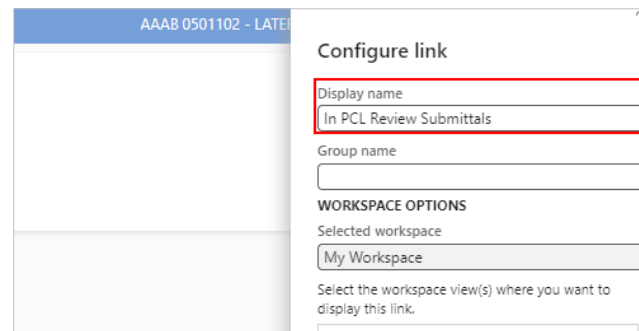 AAAB 0501102 - LATE
Configure link
Display name
In PCL Review Submittals
Group name
WORKSPACE OPTIONS
Selected workspace
My Workspace
Select the workspace view(s) where you want to
display this link.